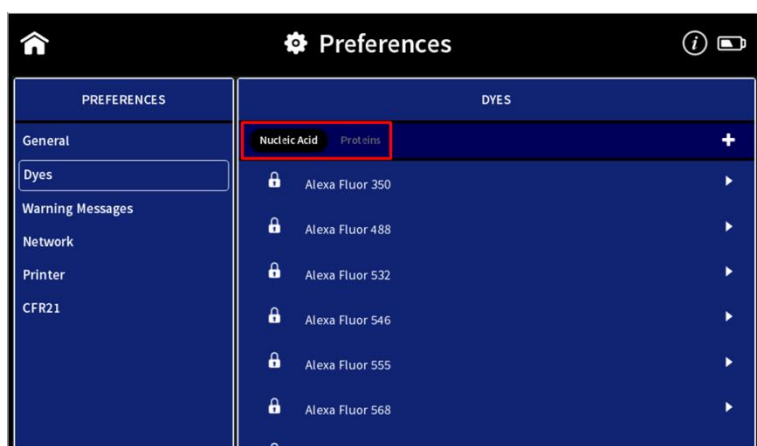 Preferences
i
PREFERENCES
General
Dyes
Warning Messages
Network
Printer
CFR21
DYES
Nucleic Acid Proteins
Alexa Fluor 350
Alexa Fluor 488
Alexa Fluor 532
Alexa Fluor 546
Alexa Fluor 555
Alexa Fluor 568